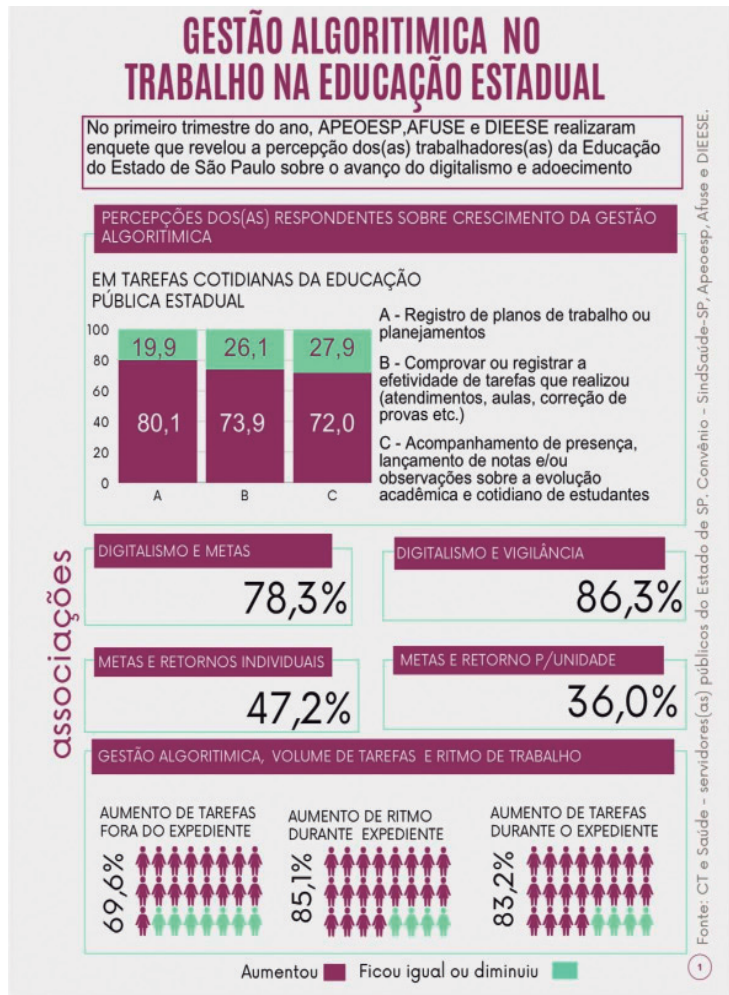 GESTÃO ALGORITIMICA NO
TRABALHO NA EDUCAÇÃO ESTADUAL
No primeiro trimestre do ano, APEOESP,AFUSE e DIEESE realizaram
enquete que revelou a percepção dos(as) trabalhadores(as) da Educação
do Estado de São Paulo sobre o avanço do digitalismo e adoecimento
PERCEPÇÕES DOS(AS) RESPONDENTES SOBRE CRESCIMENTO DA GESTÃO
ALGORITIMICA
EM TAREFAS COTIDIANAS DA EDUCAÇÃO
PÚBLICA ESTADUAL
100
80
60
40
20
0
19,9
26,1
27,9
80,1
73,9
72,0
A
B
C
A - Registro de planos de trabalho ou
planejamentos
B - Comprovar ou registrar a
efetividade de tarefas que realizou
(atendimentos, aulas, correção de
provas etc.)
C - Acompanhamento de presença,
lançamento de notas e/ou
observações sobre a evolução
acadêmica e cotidiano de estudantes
associações
DIGITALISMO E METAS
78,3%
DIGITALISMO E VIGILÂNCIA
86,3%
METAS E RETORNOS INDIVIDUAIS
47,2%
METAS E RETORNO P/UNIDADE
36,0%
GESTÃO ALGORITIMICA, VOLUME DE TAREFAS E RITMO DE TRABALHO
AUMENTO DE TAREFAS
FORA DO EXPEDIENTE
69,6%
AUMENTO DE RITMO
DURANTE EXPEDIENTE
85,1%
AUMENTO DE TAREFAS
DURANTE O EXPEDIENTE
83,2%
Aumentou
Ficou igual ou diminuiu
Fonte: CT e Saúde - servidores(as) públicos do Estado de SP. Convênio - SindSaúde-SP, Apeoesp, Afuse e DIEESE.
1